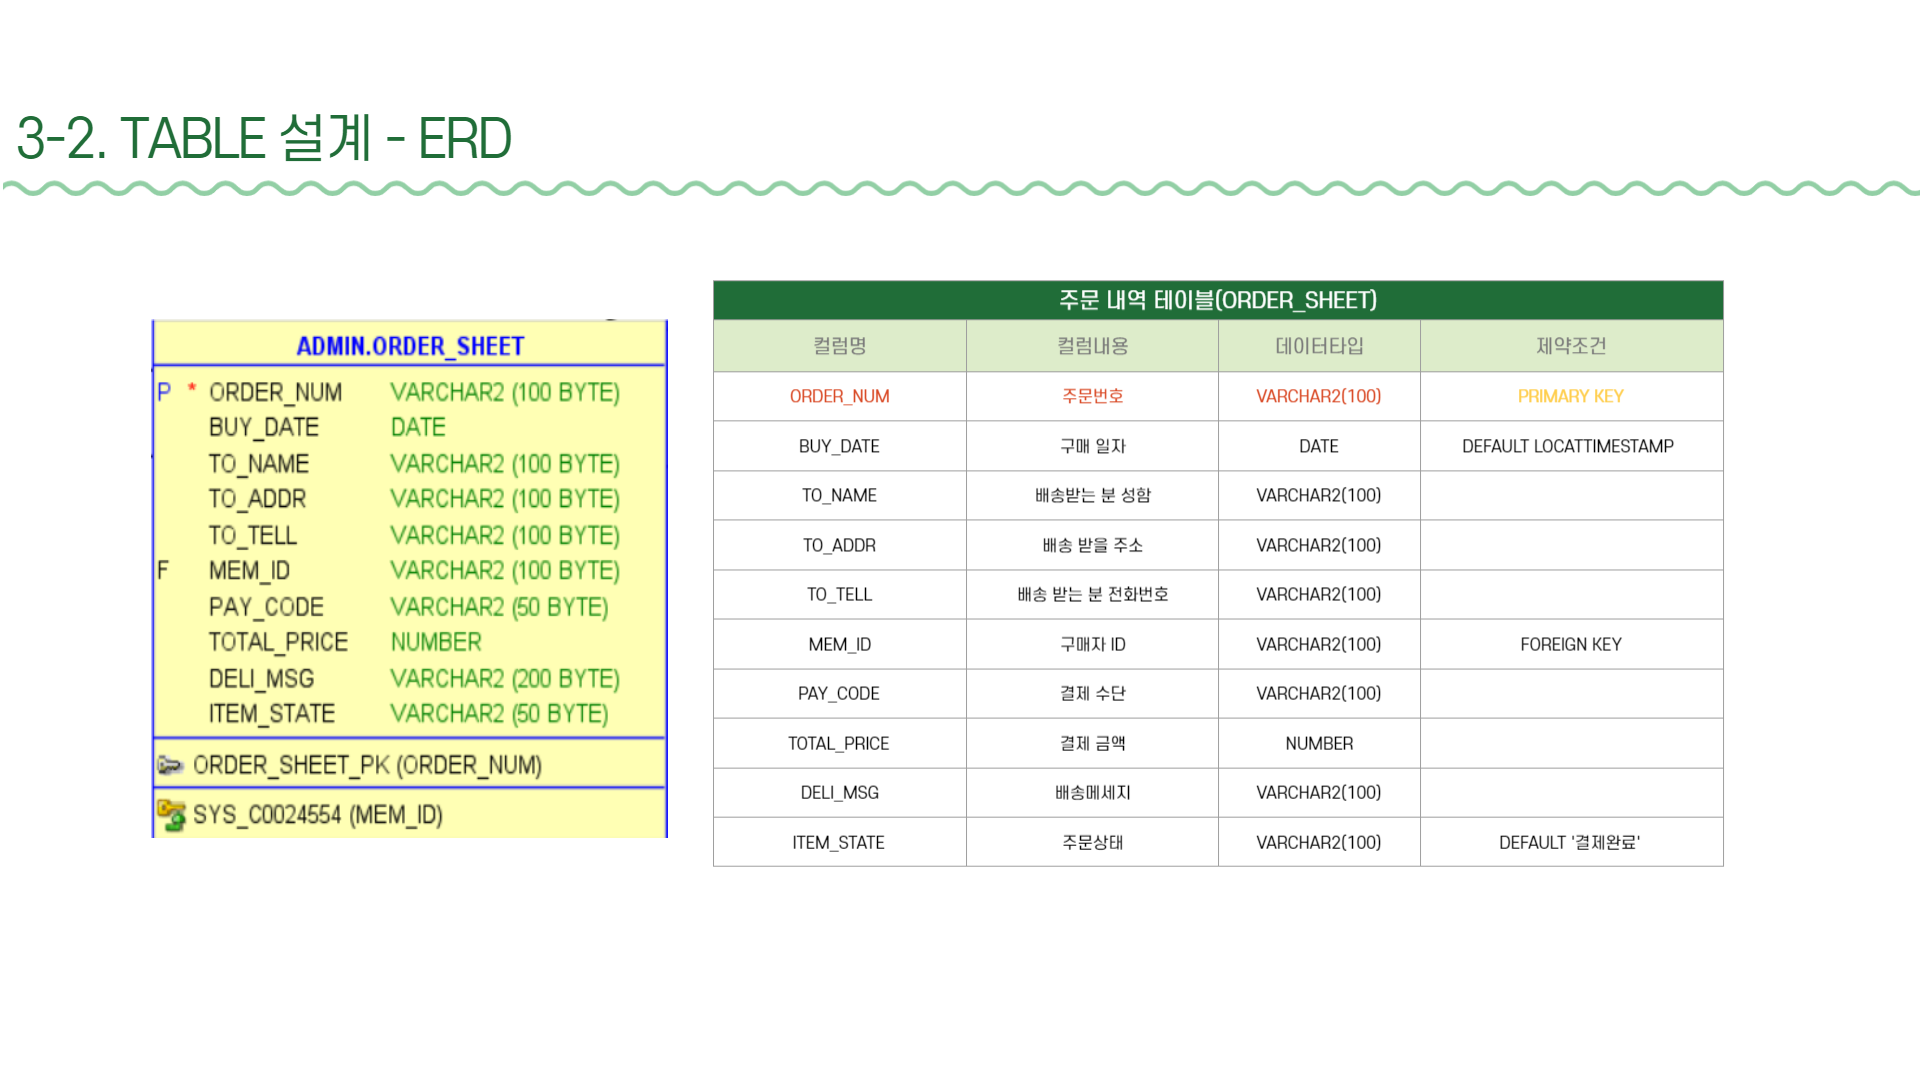 3-2. TABLE 설계 - ERD
ADMIN.ORDER_SHEET
P * ORDER_NUM VARCHAR2 (100 BYTE)
BUY_DATE DATE
TO_NAME VARCHAR2 (100 BYTE)
TO_ADDR VARCHAR2 (100 BYTE)
TO_TELL VARCHAR2 (100 BYTE)
F MEM_ID VARCHAR2 (100 BYTE)
PAY_CODE VARCHAR2 (50 BYTE)
TOTAL_PRICE NUMBER
DELI_MSG VARCHAR2 (200 BYTE)
ITEM_STATE VARCHAR2 (50 BYTE)
ORDER_SHEET_PK (ORDER_NUM)
SYS_C0024554 (MEM_ID)
주문 내역 테이블(ORDER_SHEET)
컬럼명 컬럼내용 데이터타입 제약조건
ORDER_NUM 주문번호 VARCHAR2(100) PRIMARY KEY
BUY_DATE 구매 일자 DATE DEFAULT LOCATTIMESTAMP
TO_NAME 배송받는 분 성함 VARCHAR2(100)
TO_ADDR 배송 받을 주소 VARCHAR2(100)
TO_TELL 배송 받는 분 전화번호 VARCHAR2(100)
MEM_ID 구매자 ID VARCHAR2(100) FOREIGN KEY
PAY_CODE 결제 수단 VARCHAR2(100)
TOTAL_PRICE 결제 금액 NUMBER
DELI_MSG 배송메세지 VARCHAR2(100)
ITEM_STATE 주문상태 VARCHAR2(100) DEFAULT '결제완료'